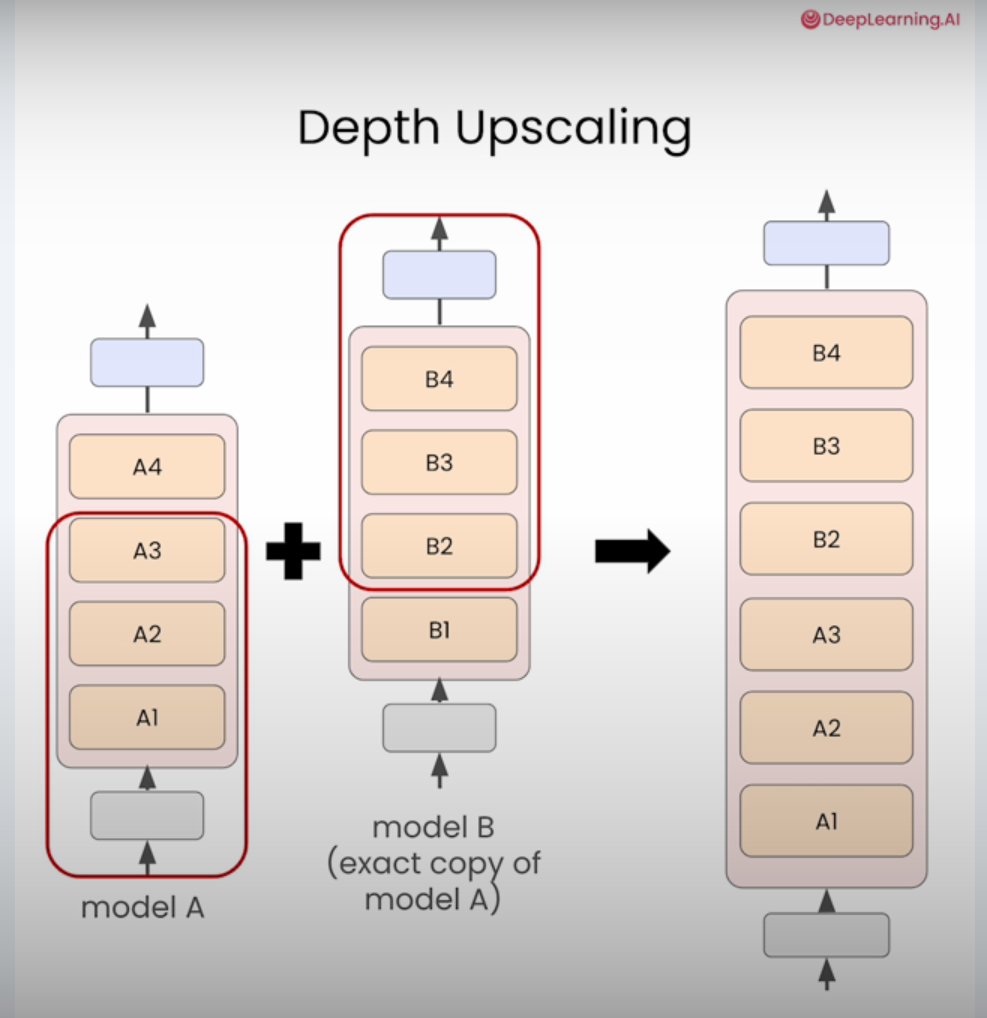 DeepLearning.AI
Depth Upscaling
A4
A3
A2
A1
model A
B4
B3
B2
B1
model B
(exact copy of
model A)
B4
B3
B2
A3
A2
A1